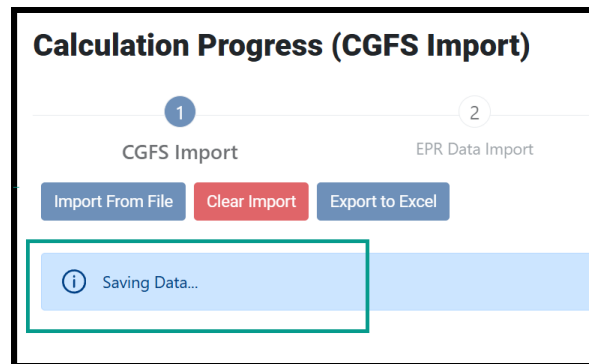 Calculation Progress (CGFS Import)
1 2
CGFS Import EPR Data Import
Import From File Clear Import Export to Excel
Saving Data...